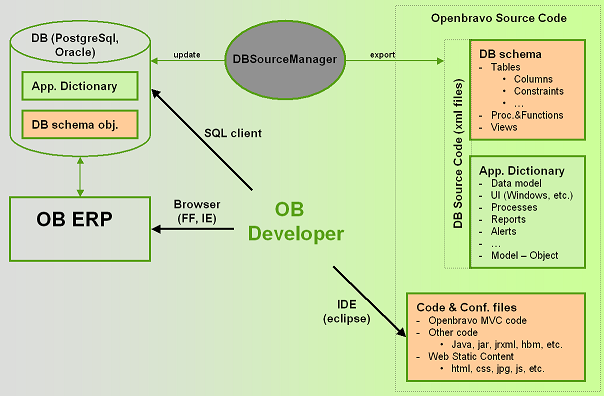 DB (PostgreSql,
Oracle)
App. Dictionary
DB schema obj.
update
DBSourceManager
export
SQL client
OB ERP
Browser
(FF, IE)
OB
Developer
IDE
(eclipse)
Openbravo Source Code
DB Source Code (xml files)
DB schema
- Tables
• Columns
• Constraints
• ...
- Proc.&Functions
- Views
App. Dictionary
- Data model
- UI (Windows, etc.)
- Processes
- Reports
- Alerts
- ...
- Model – Object
Code & Conf. files
- Openbravo MVC code
- Other code
• Java, jar, jrxml, hbm, etc.
- Web Static Content
• html, css, jpg, js, etc.